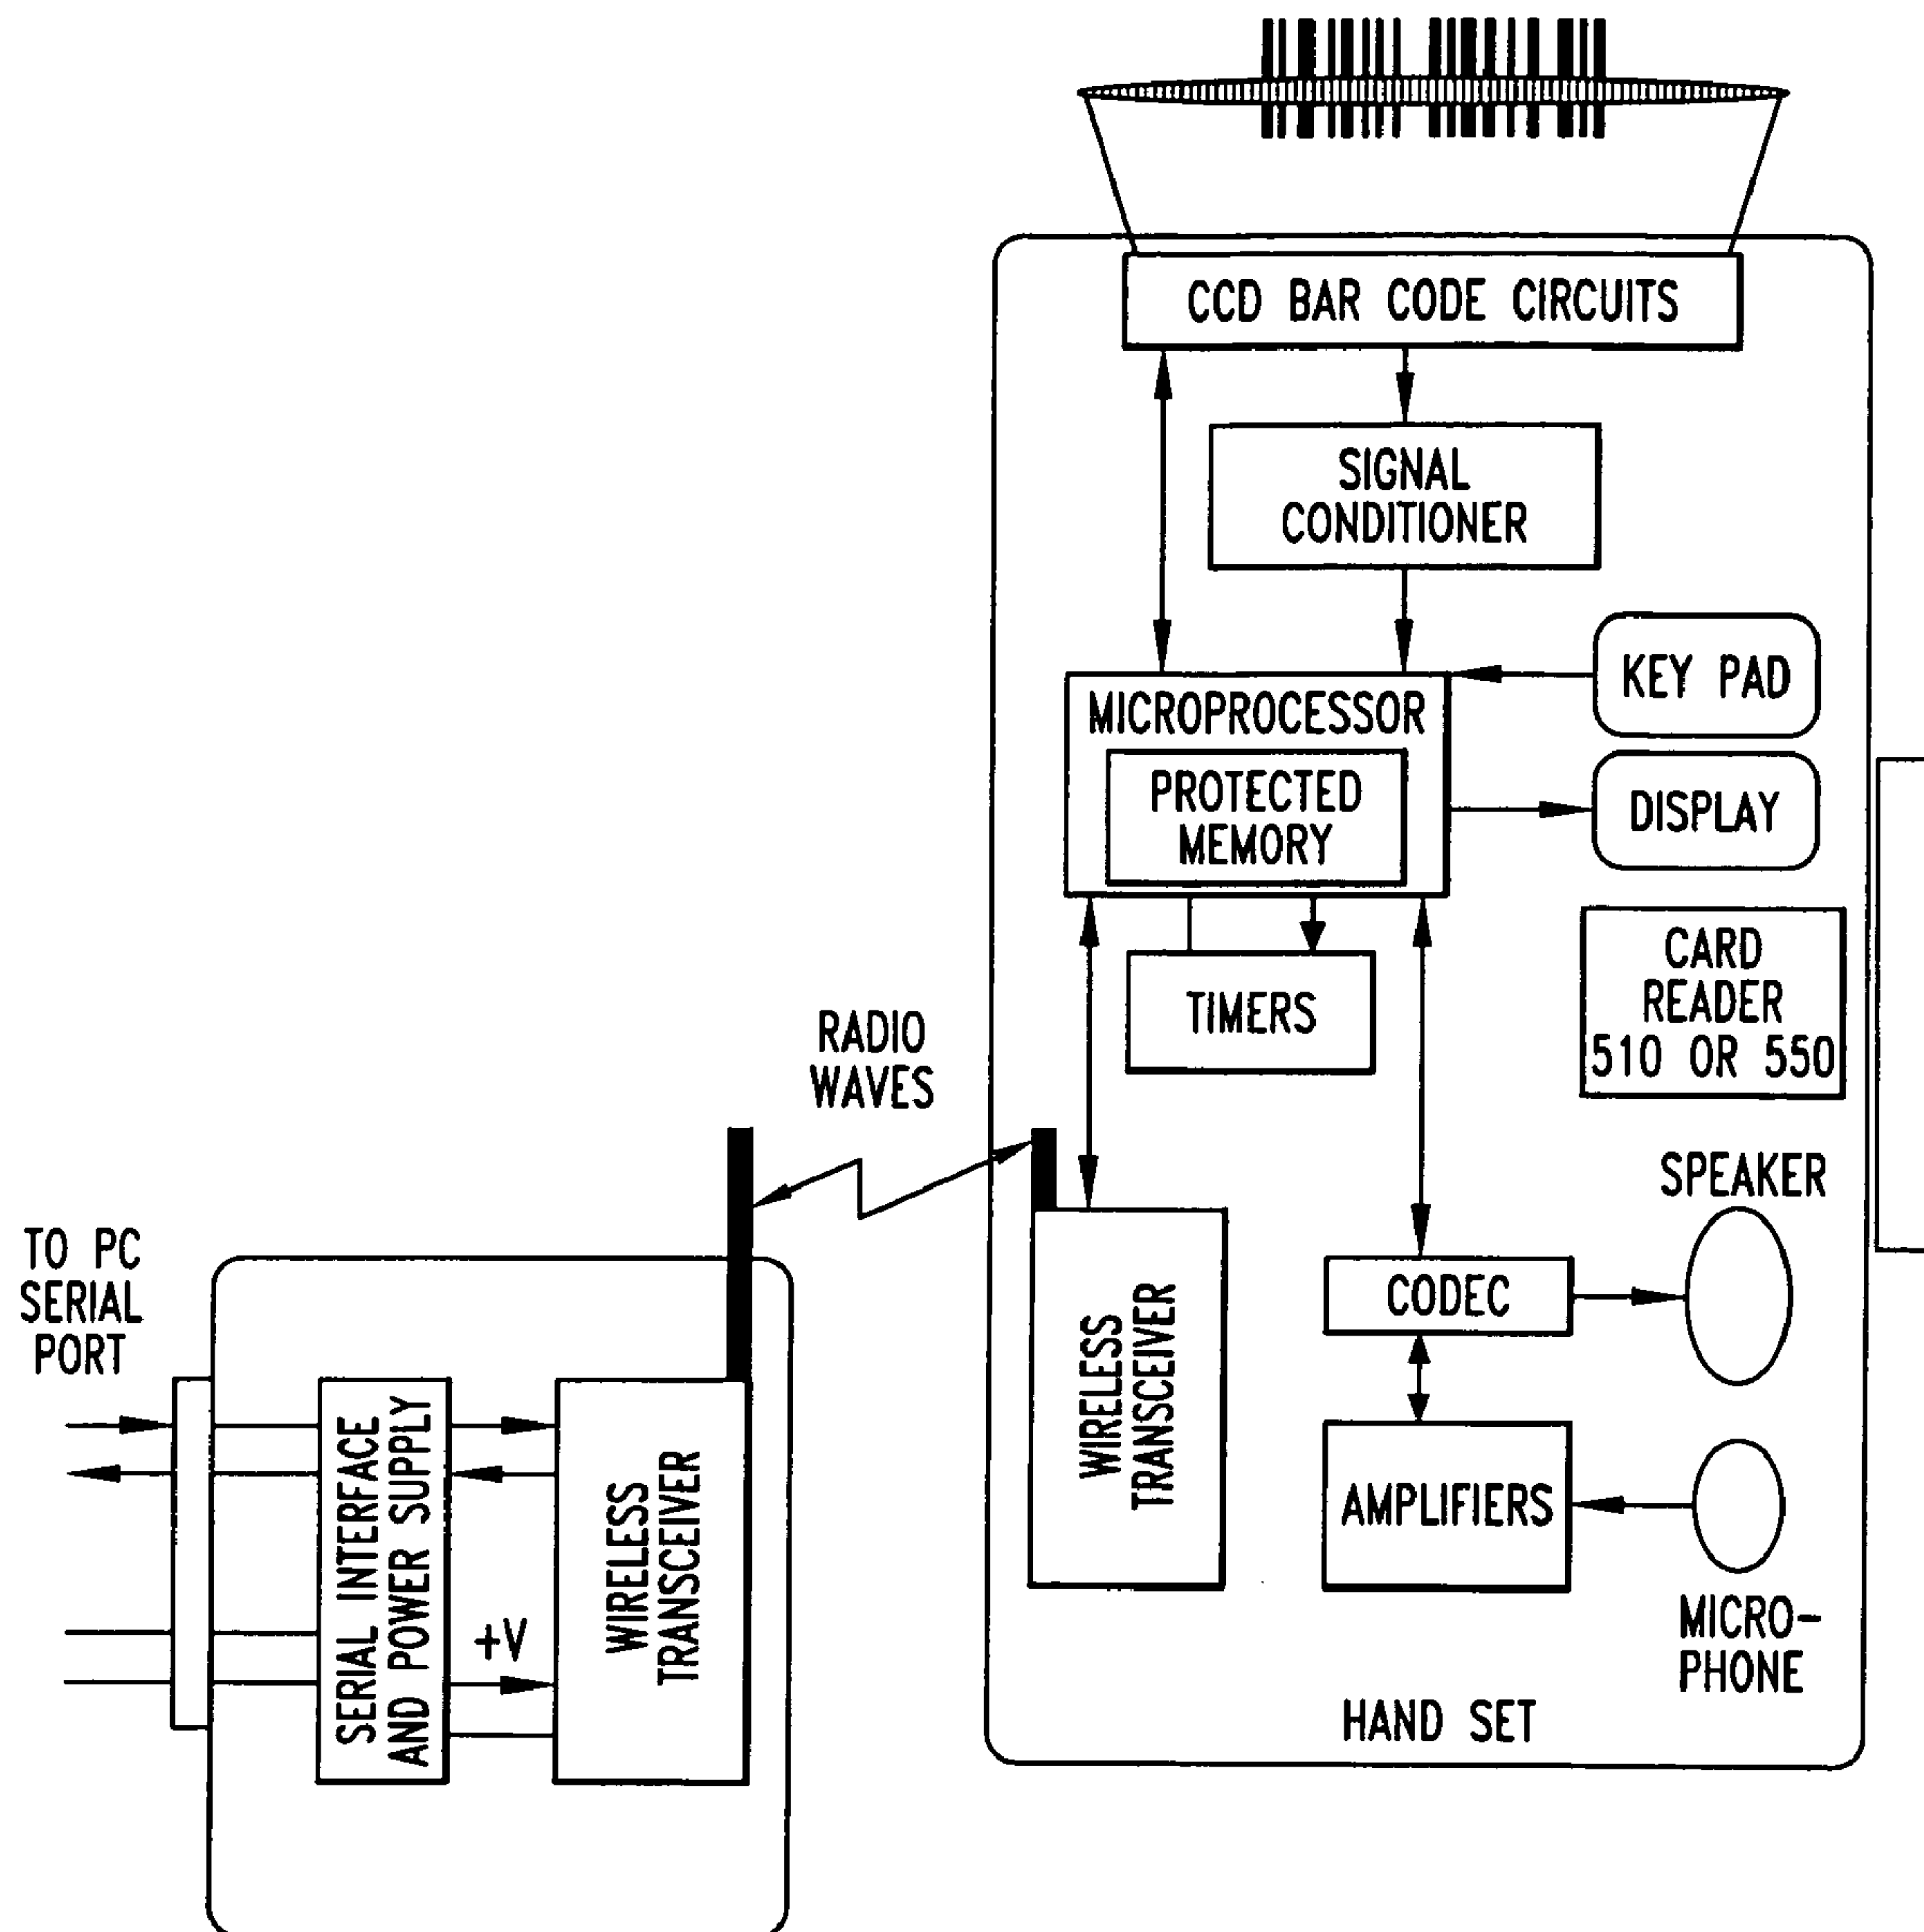 CCD BAR CODE CIRCUITS
SIGNAL
CONDITIONER
KEY PAD
MICROPROCESSOR
PROTECTED
MEMORY
DISPLAY
CARD
READER
510 OR 550
TIMERS
RADIO
WAVES
SPEAKER
TO PC
SERIAL
PORT
CODEC
WIRELESS
TRANSCEIVER
AMPLIFIERS
SERIAL INTERFACE
AND POWER SUPPLY
+V
WIRELESS
TRANSCEIVER
MICRO-
PHONE
HAND SET